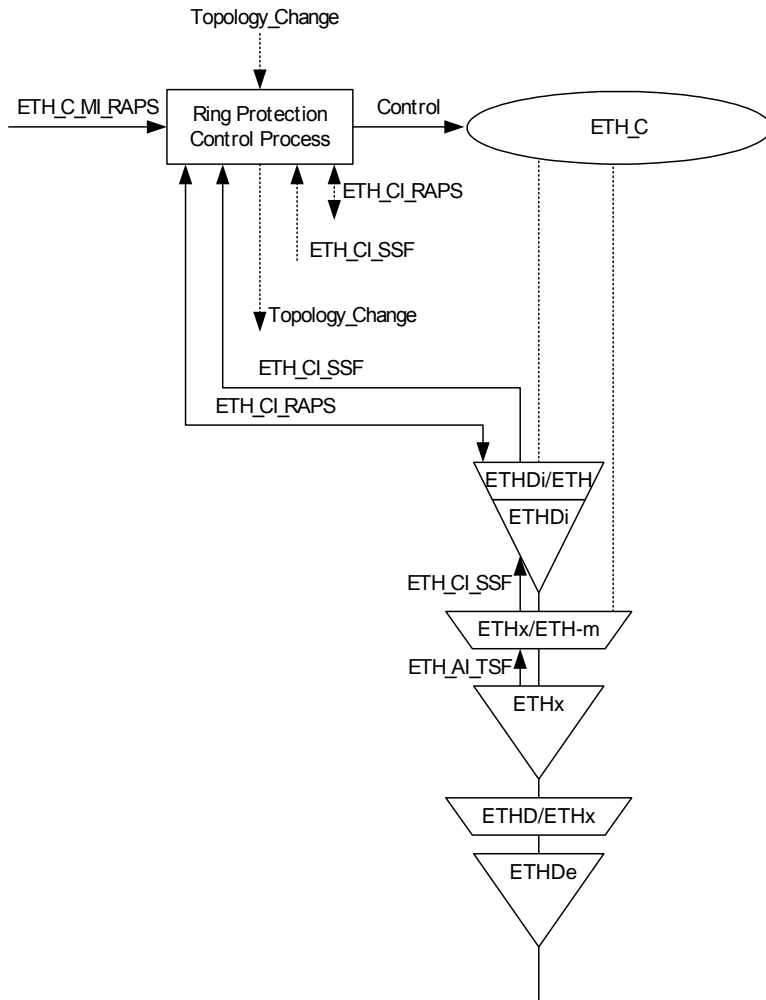 Topology_Change
ETH_C_MI_RAPS
Ring Protection
Control Process
Control
ETH_C
ETH_CI_RAPS
ETH_CI_SSF
Topology_Change
ETH_CI_SSF
ETH_CI_RAPS
ETHDi/ETH
ETHDi
ETH_CI_SSF
ETHx/ETH-m
ETH_AI_TSF
ETHx
ETHD/ETHx
ETHDe